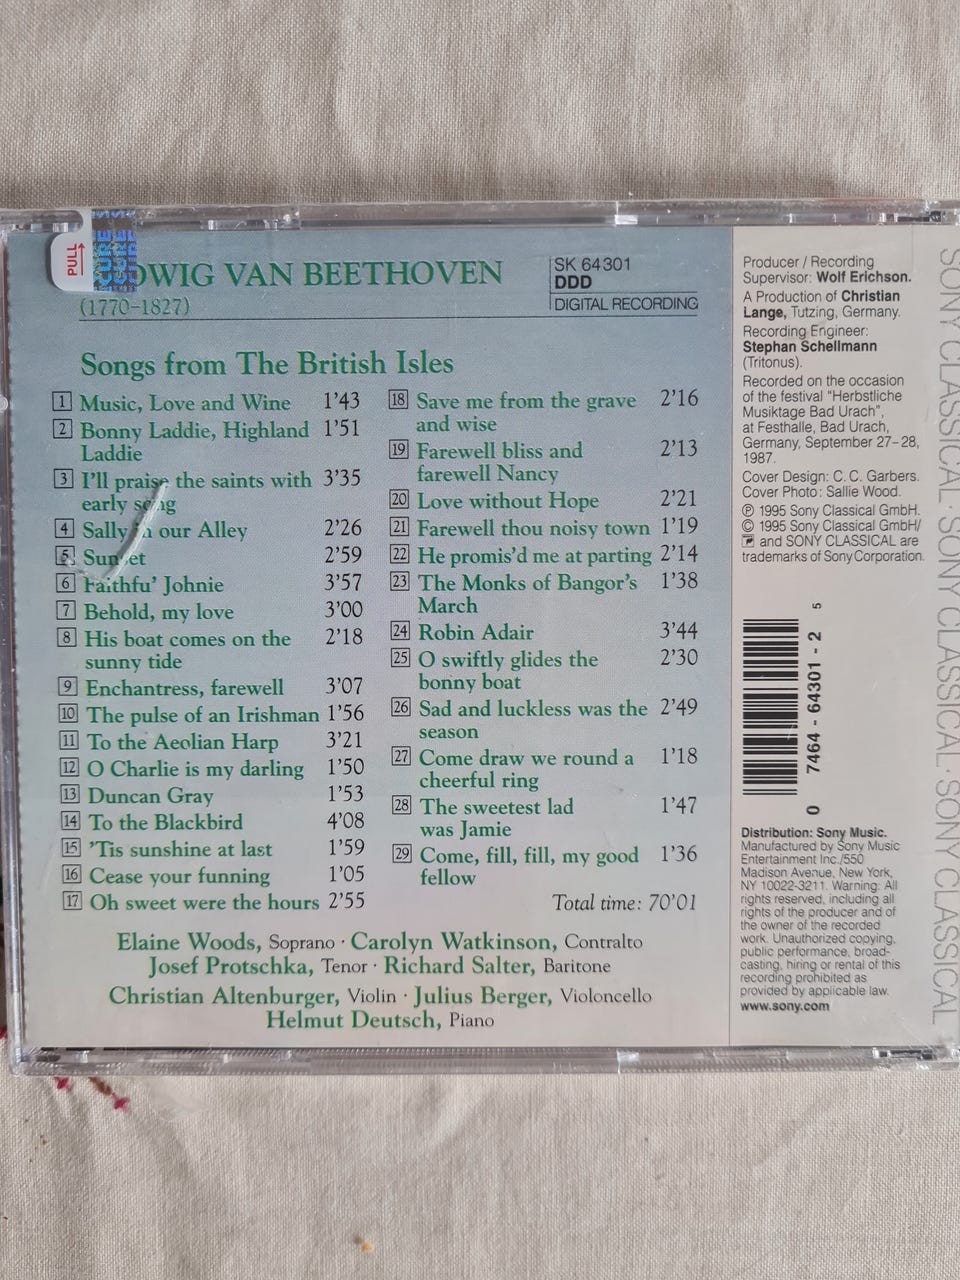 PULL
DWIG VAN BEETHOVEN
(1770-1827)
SK 64301
DDD
DIGITAL RECORDING
Songs from The British Isles
1 Music, Love and Wine 1'43
2 Bonny Laddie, Highland 1'51
Laddie
3 I'll praise the saints with 3'35
early song
4 Sally in our Alley 2'26
5 Sunset 2'59
6 Faithfu' Johnie 3'57
7 Behold, my love 3'00
8 His boat comes on the 2'18
sunny tide
9 Enchantress, farewell 3'07
10 The pulse of an Irishman 1'56
11 To the Aeolian Harp 3'21
12 O Charlie is my darling 1'50
13 Duncan Gray 1'53
14 To the Blackbird 4'08
15 'Tis sunshine at last 1'59
16 Cease your funning 1'05
17 Oh sweet were the hours 2'55
18 Save me from the grave 2'16
and wise
19 Farewell bliss and 2'13
farewell Nancy
20 Love without Hope 2'21
21 Farewell thou noisy town 1'19
22 He promis'd me at parting 2'14
23 The Monks of Bangor's 1'38
March
24 Robin Adair 3'44
25 O swiftly glides the 2'30
bonny boat
26 Sad and luckless was the 2'49
season
27 Come draw we round a 1'18
cheerful ring
28 The sweetest lad 1'47
was Jamie
29 Come, fill, fill, my good 1'36
fellow
Total time: 70'01
Elaine Woods, Soprano · Carolyn Watkinson, Contralto
Josef Protschka, Tenor · Richard Salter, Baritone
Christian Altenburger, Violin · Julius Berger, Violoncello
Helmut Deutsch, Piano
Producer / Recording
Supervisor: Wolf Erichson.
A Production of Christian
Lange, Tutzing, Germany.
Recording Engineer:
Stephan Schellmann
(Tritonus).
Recorded on the occasion
of the festival "Herbstliche
Musiktage Bad Urach",
at Festhalle, Bad Urach,
Germany, September 27-28,
1987.
Cover Design: C. C. Garbers.
Cover Photo: Sallie Wood.
℗ 1995 Sony Classical GmbH.
© 1995 Sony Classical GmbH/
and SONY CLASSICAL are
trademarks of Sony Corporation.
0 7464-64301-2 5
Distribution: Sony Music.
Manufactured by Sony Music
Entertainment Inc./550
Madison Avenue, New York,
NY 10022-3211. Warning: All
rights reserved, including all
rights of the producer and of
the owner of the recorded
work. Unauthorized copying,
public performance, broad-
casting, hiring or rental of this
recording prohibited as
provided by applicable law.
www.sony.com
SONY CLASSICAL · SONY CLASSICAL · SONY CLASSICAL · SONY CLASSICAL